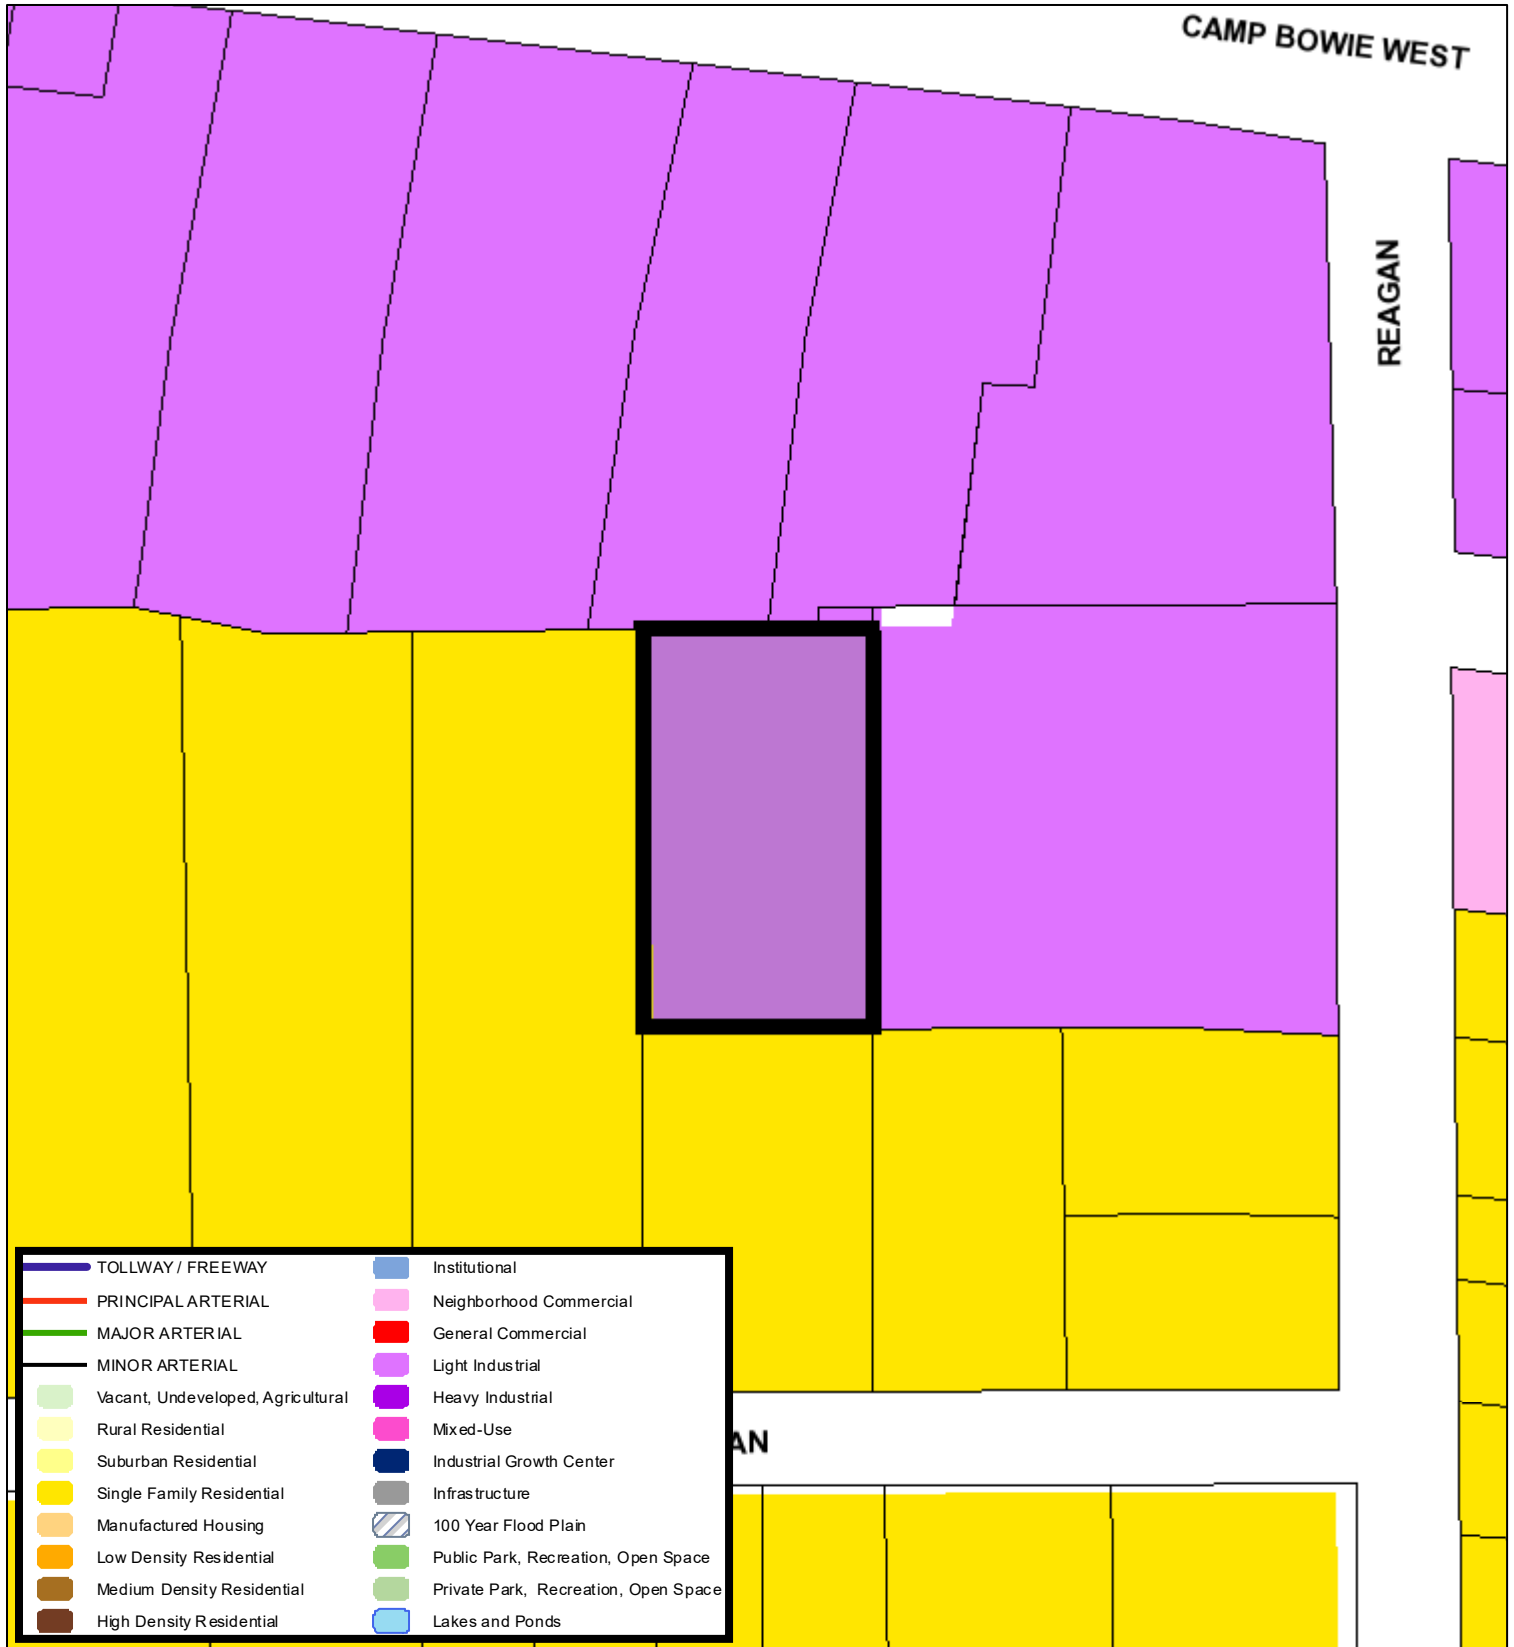 CAMP BOWIE WEST
REAGAN
AN
TOLLWAY / FREEWAY
PRINCIPAL ARTERIAL
MAJOR ARTERIAL
MINOR ARTERIAL
Vacant, Undeveloped, Agricultural
Rural Residential
Suburban Residential
Single Family Residential
Manufactured Housing
Low Density Residential
Medium Density Residential
High Density Residential
Institutional
Neighborhood Commercial
General Commercial
Light Industrial
Heavy Industrial
Mixed-Use
Industrial Growth Center
Infrastructure
100 Year Flood Plain
Public Park, Recreation, Open Space
Private Park, Recreation, Open Space
Lakes and Ponds